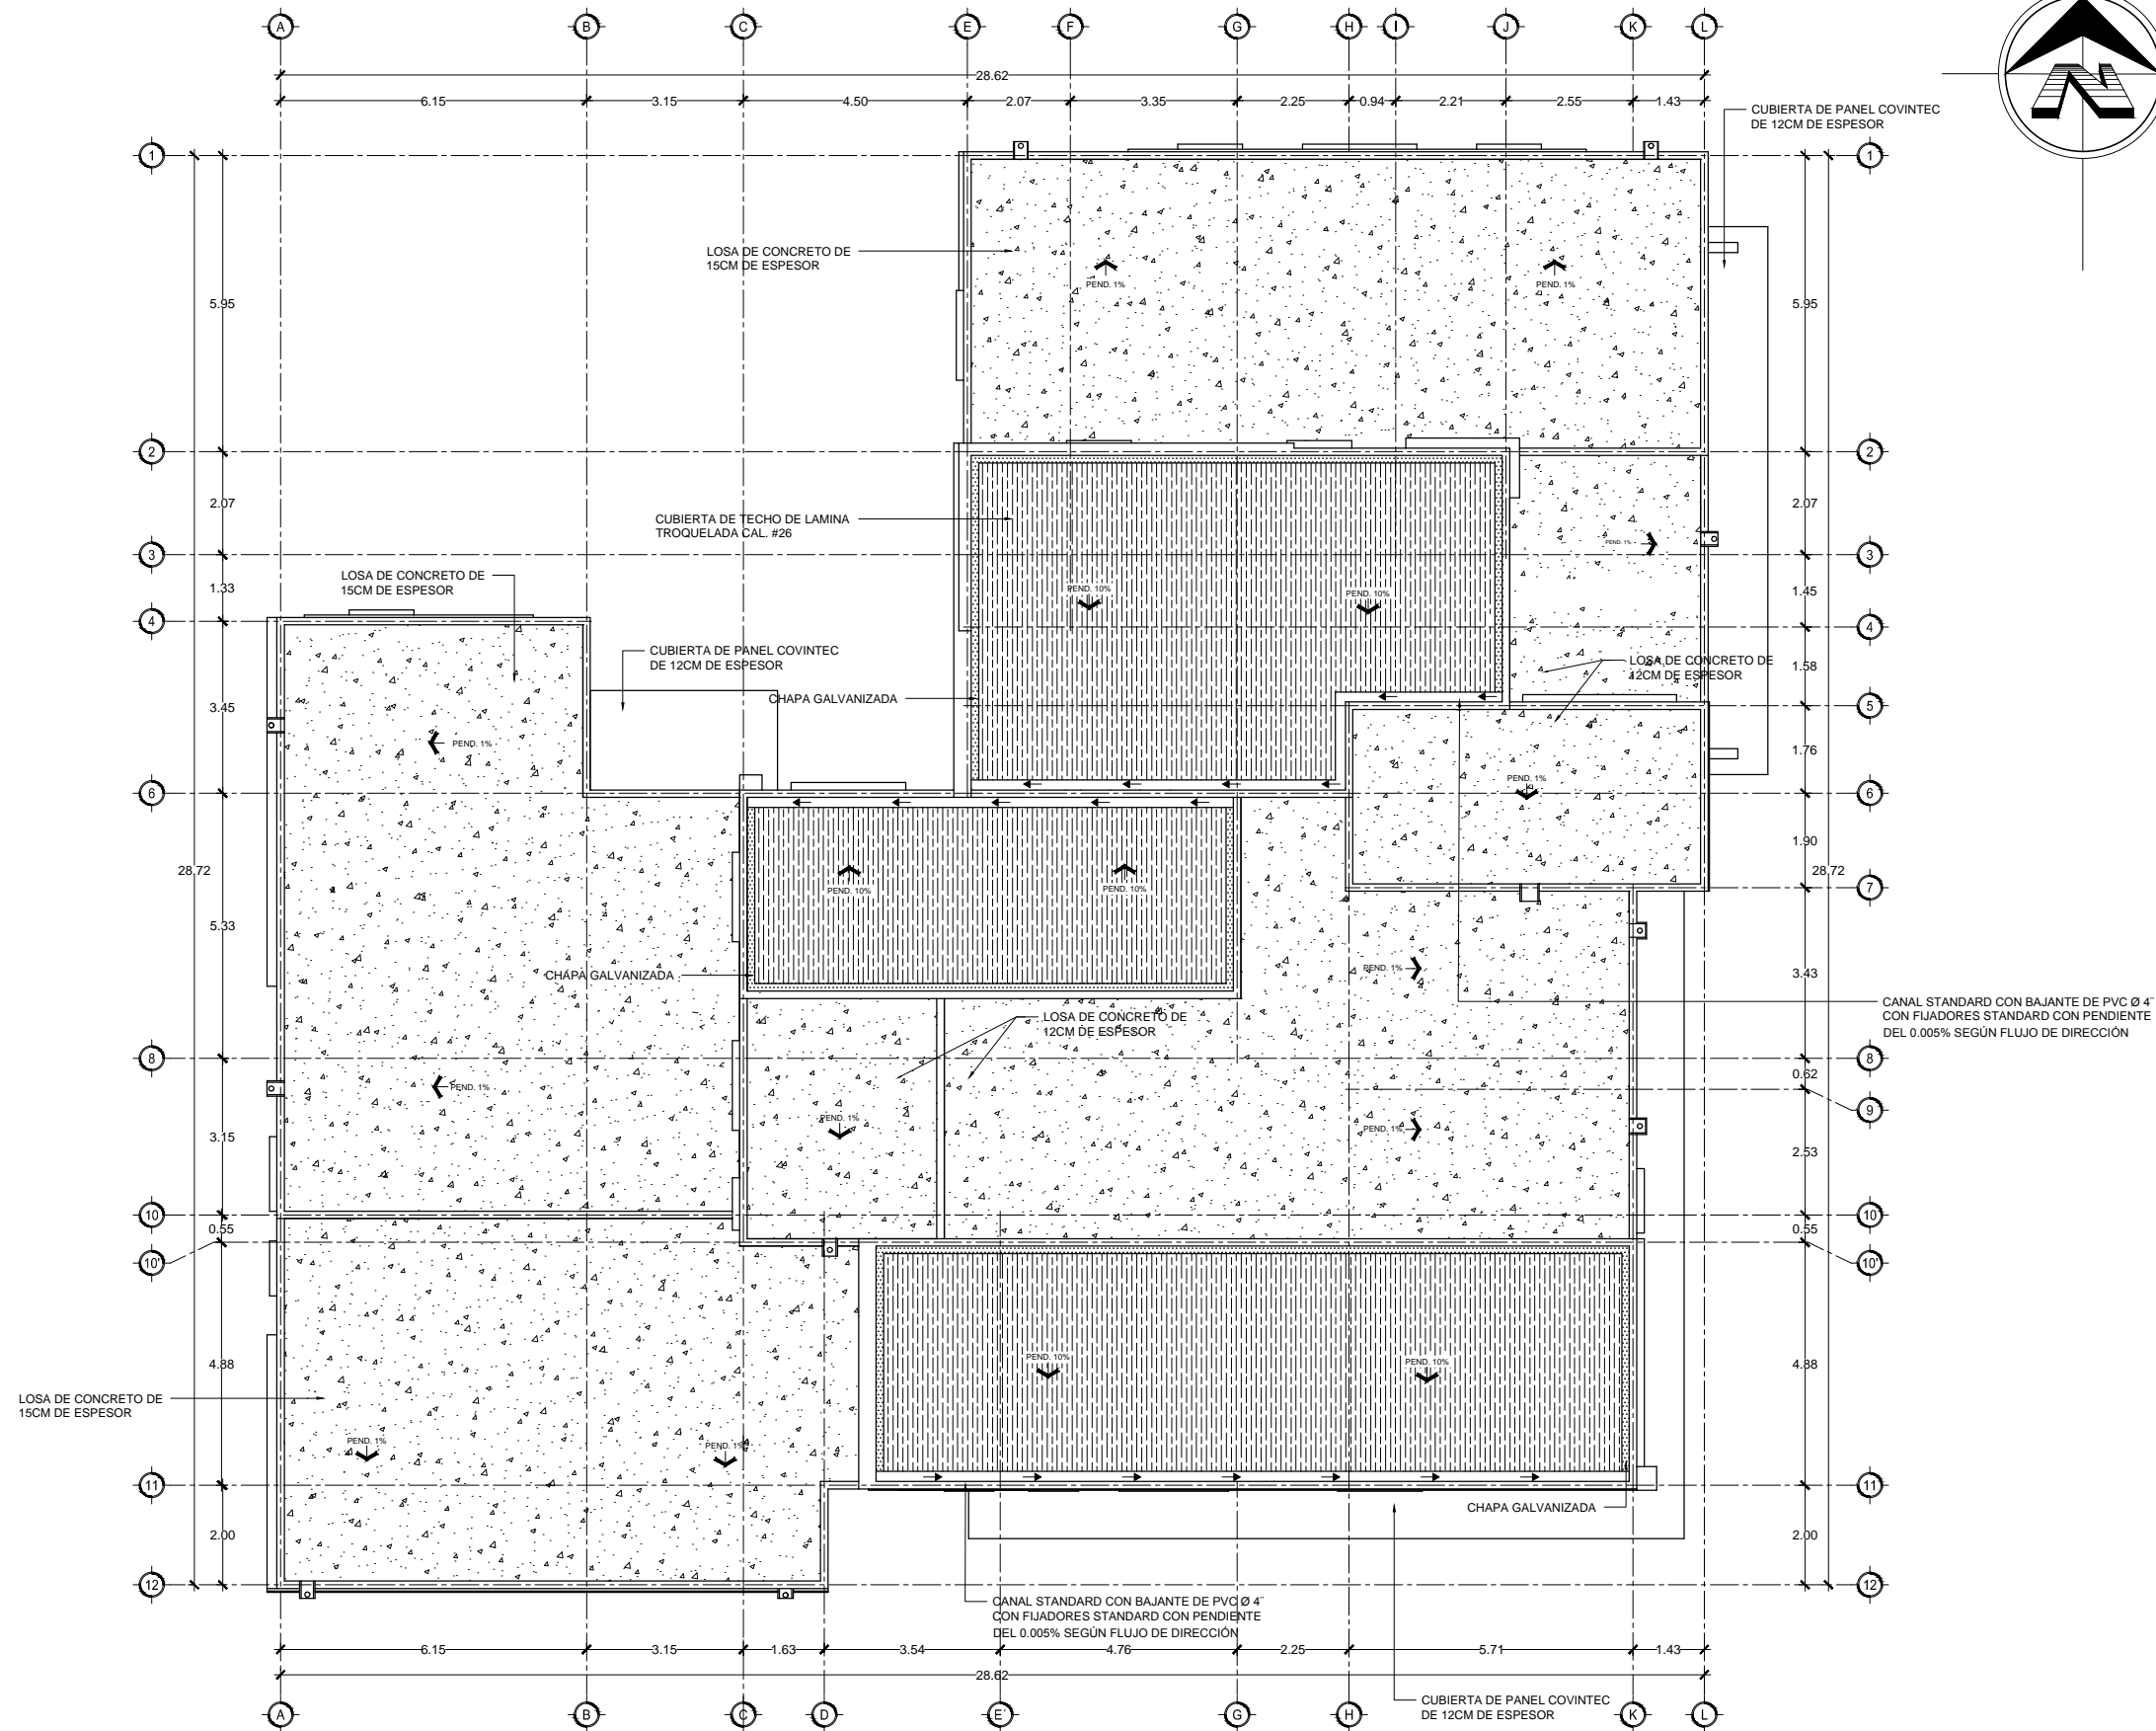 A B C E F G H I J K L
28.62
6.15 3.15 4.50 2.07 3.35 2.25 0.94 2.21 2.55 1.43
N
CUBIERTA DE PANEL COVINTEC
DE 12CM DE ESPESOR
1 1
LOSA DE CONCRETO DE
15CM DE ESPESOR
PEND. 1% PEND. 1%
5.95 5.95
2 2
2.07 2.07
CUBIERTA DE TECHO DE LAMINA
TROQUELADA CAL. #26
PEND. 1%
3 3
LOSA DE CONCRETO DE
15CM DE ESPESOR
1.33 1.45
PEND. 10% PEND. 10%
4 4
CUBIERTA DE PANEL COVINTEC
DE 12CM DE ESPESOR
LOSA DE CONCRETO DE
12CM DE ESPESOR
1.58
CHAPA GALVANIZADA
3.45
5
PEND. 1%
1.76
PEND. 1%
6 6
1.90
28.72 28.72
PEND. 10% PEND. 10%
7
5.33
PEND. 1%
3.43
CHAPA GALVANIZADA
CANAL STANDARD CON BAJANTE DE PVC Ø 4¨
CON FIJADORES STANDARD CON PENDIENTE
DEL 0.005% SEGÚN FLUJO DE DIRECCIÓN
LOSA DE CONCRETO DE
12CM DE ESPESOR
8 8
0.62
PEND. 1%
9
PEND. 1%
PEND. 1%
3.15 2.53
10 10
0.55 0.55
10' 10'
PEND. 10% PEND. 10%
4.88 4.88
LOSA DE CONCRETO DE
15CM DE ESPESOR
PEND. 1% PEND. 1%
11 11
CHAPA GALVANIZADA
2.00 2.00
12 12
CANAL STANDARD CON BAJANTE DE PVC Ø 4¨
CON FIJADORES STANDARD CON PENDIENTE
DEL 0.005% SEGÚN FLUJO DE DIRECCIÓN
6.15 3.15 1.63 3.54 4.76 2.25 5.71 1.43
28.62
CUBIERTA DE PANEL COVINTEC
DE 12CM DE ESPESOR
A B C D E' G H K L